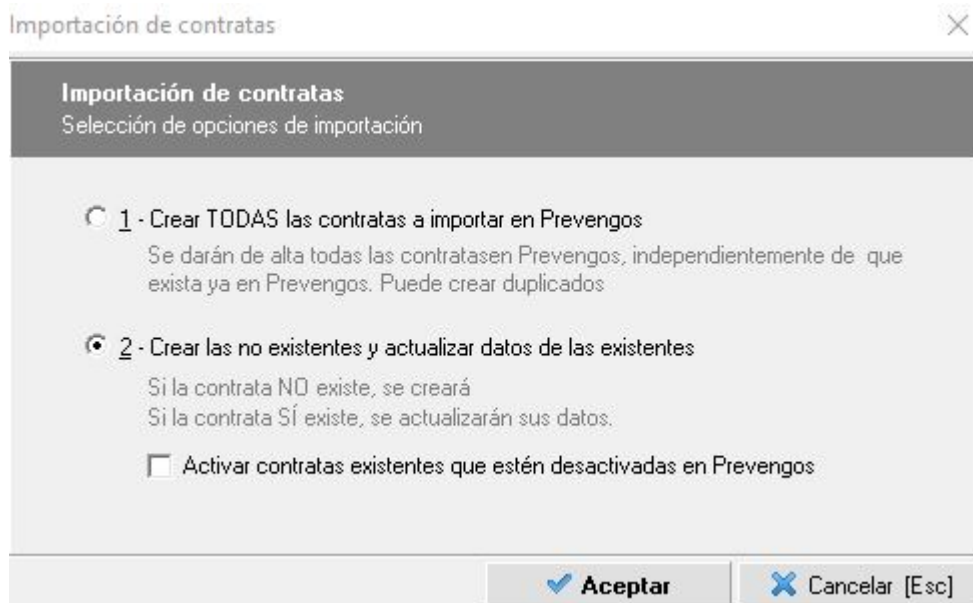 Importación de contratas
Importación de contratas
Selección de opciones de importación
1 - Crear TODAS las contratas a importar en Prevengos
Se darán de alta todas las contratasen Prevengos, independientemente de que
exista ya en Prevengos. Puede crear duplicados
2 - Crear las no existentes y actualizar datos de las existentes
Si la contrata NO existe, se creará
Si la contrata SÍ existe, se actualizarán sus datos.
Activar contratas existentes que estén desactivadas en Prevengos
Aceptar
Cancelar [Esc]